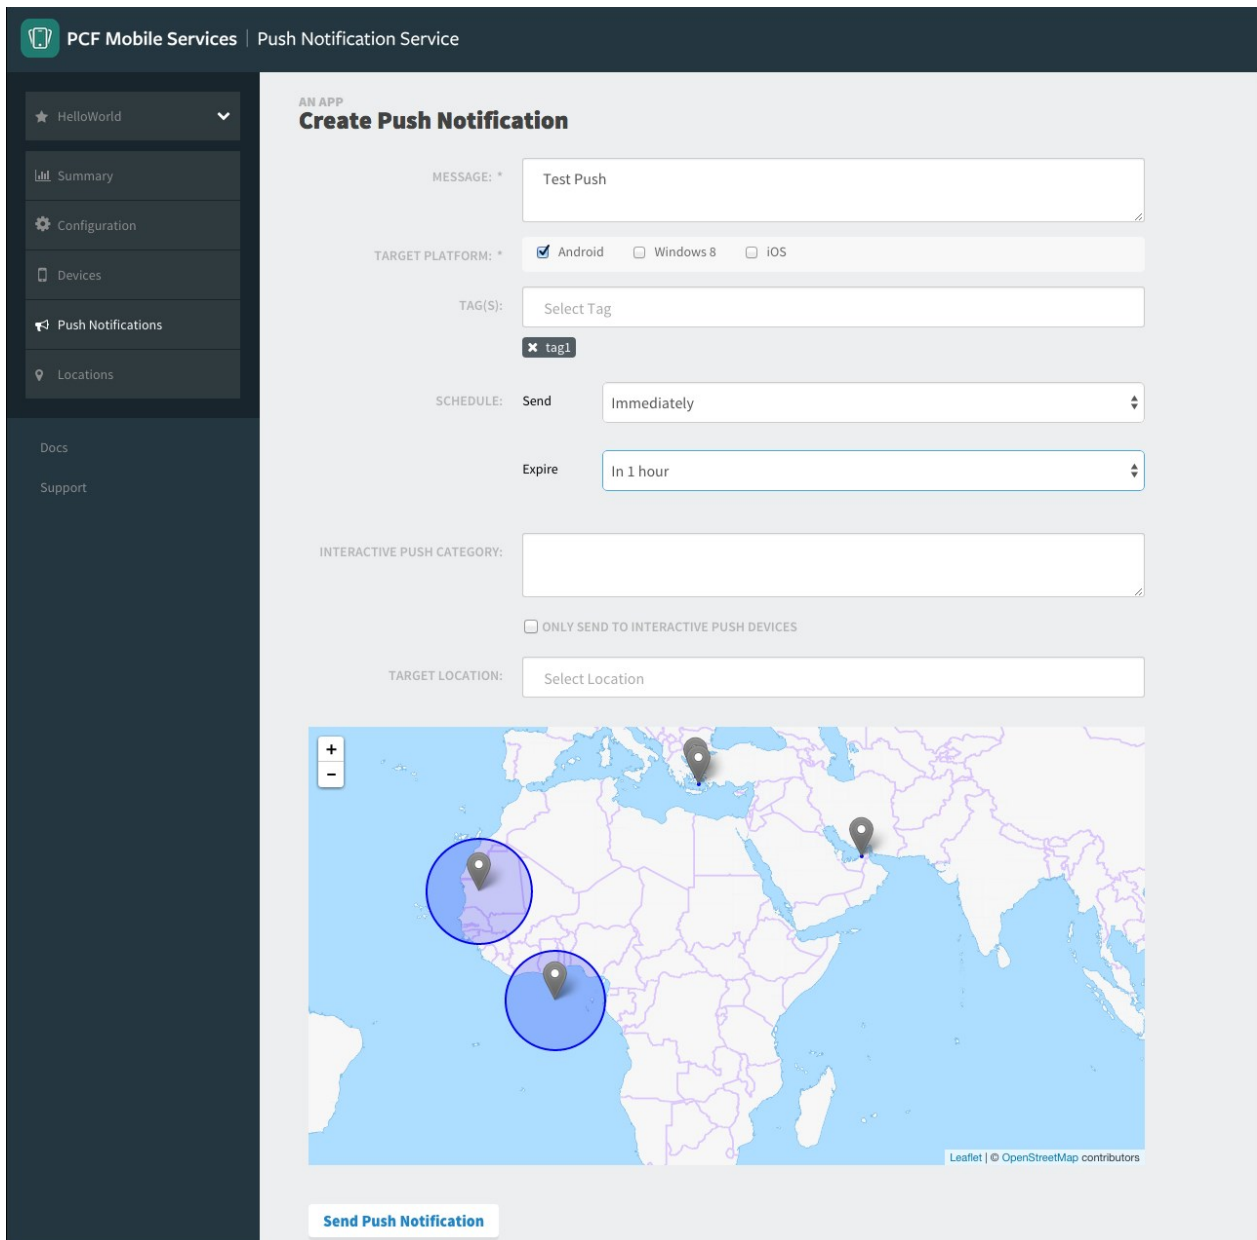 PCF Mobile Services | Push Notification Service
HelloWorld
Summary
Configuration
Devices
Push Notifications
Locations
Docs
Support
AN APP
Create Push Notification
MESSAGE: *
Test Push
TARGET PLATFORM: *
Android Windows 8 iOS
TAG(S):
Select Tag
× tag1
SCHEDULE: Send Immediately
Expire In 1 hour
INTERACTIVE PUSH CATEGORY:
ONLY SEND TO INTERACTIVE PUSH DEVICES
TARGET LOCATION:
Select Location
+
−
Leaflet | © OpenStreetMap contributors
Send Push Notification